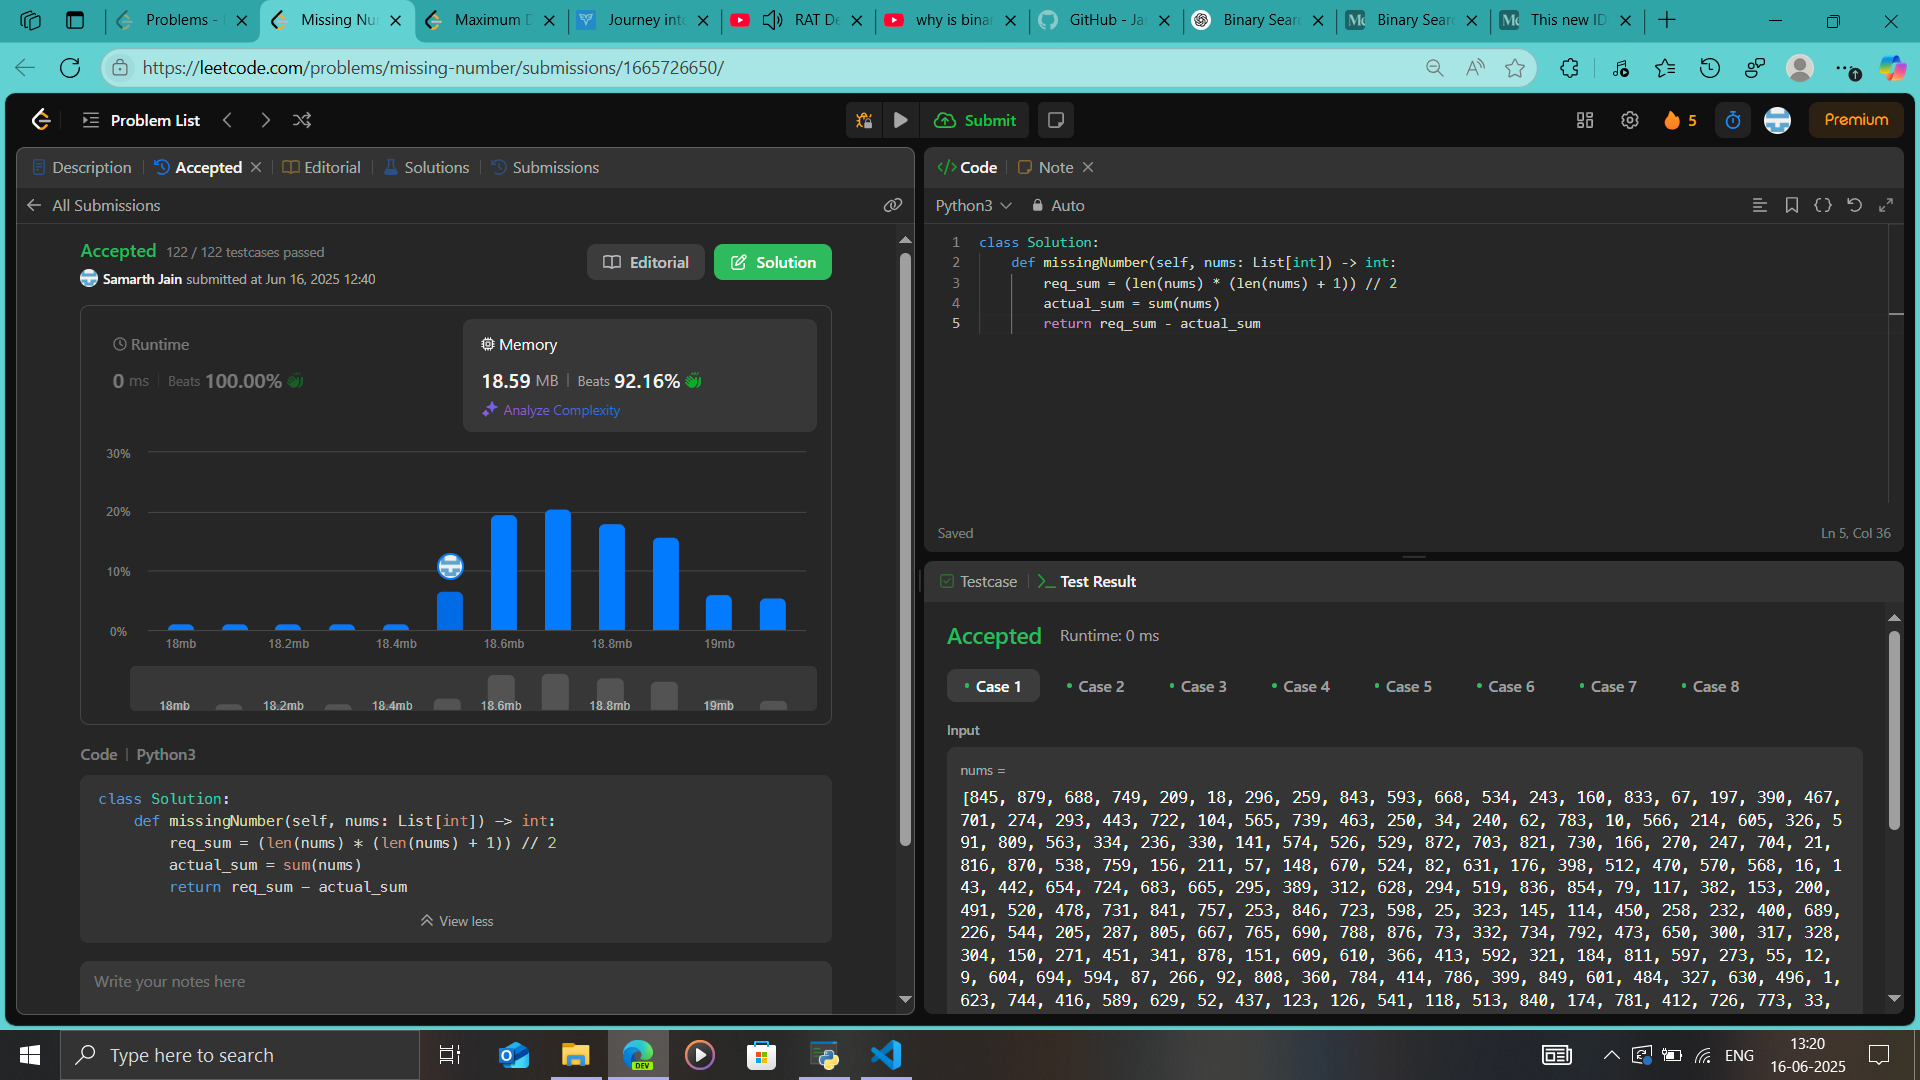 Problems -
Missing Nu
Maximum D
Journey int
RAT De
why is bina
GitHub - Ja
Binary Sear
Binary Sear
This new ID
https://leetcode.com/problems/missing-number/submissions/1665726650/
Problem List
Submit
5
Premium
Description
Accepted
Editorial
Solutions
Submissions
All Submissions
Accepted 122 / 122 testcases passed
Samarth Jain submitted at Jun 16, 2025 12:40
Editorial
Solution
Runtime
0 ms | Beats 100.00%
Memory
18.59 MB | Beats 92.16%
Analyze Complexity
30%
20%
10%
0%
18mb 18.2mb 18.4mb 18.6mb 18.8mb 19mb
18mb 18.2mb 18.4mb 18.6mb 18.8mb 19mb
Code | Python3
class Solution:
    def missingNumber(self, nums: List[int]) -> int:
        req_sum = (len(nums) * (len(nums) + 1)) // 2
        actual_sum = sum(nums)
        return req_sum - actual_sum
View less
Write your notes here
</> Code
Note
Python3
Auto
1 class Solution:
2     def missingNumber(self, nums: List[int]) -> int:
3         req_sum = (len(nums) * (len(nums) + 1)) // 2
4         actual_sum = sum(nums)
5         return req_sum - actual_sum
Saved
Ln 5, Col 36
Testcase
Test Result
Accepted Runtime: 0 ms
Case 1 Case 2 Case 3 Case 4 Case 5 Case 6 Case 7 Case 8
Input
nums =
[845, 879, 688, 749, 209, 18, 296, 259, 843, 593, 668, 534, 243, 160, 833, 67, 197, 390, 467,
701, 274, 293, 443, 722, 104, 565, 739, 463, 250, 34, 240, 62, 783, 10, 566, 214, 605, 326, 5
91, 809, 563, 334, 236, 330, 141, 574, 526, 529, 872, 703, 821, 730, 166, 270, 247, 704, 21,
816, 870, 538, 759, 156, 211, 57, 148, 670, 524, 82, 631, 176, 398, 512, 470, 570, 568, 16, 1
43, 442, 654, 724, 683, 665, 295, 389, 312, 628, 294, 519, 836, 854, 79, 117, 382, 153, 200,
491, 520, 478, 731, 841, 757, 253, 846, 723, 598, 25, 323, 145, 114, 450, 258, 232, 400, 689,
226, 544, 205, 287, 805, 667, 765, 690, 788, 876, 73, 332, 734, 792, 473, 650, 300, 317, 328,
304, 150, 271, 451, 341, 878, 151, 609, 610, 366, 413, 592, 321, 184, 811, 597, 273, 55, 12,
9, 604, 694, 594, 87, 266, 92, 808, 360, 784, 414, 786, 399, 849, 601, 484, 327, 630, 496, 1,
623, 744, 416, 589, 629, 52, 437, 123, 126, 541, 118, 513, 840, 174, 781, 412, 726, 773, 33,
Type here to search
DEV
ENG
13:20
16-06-2025